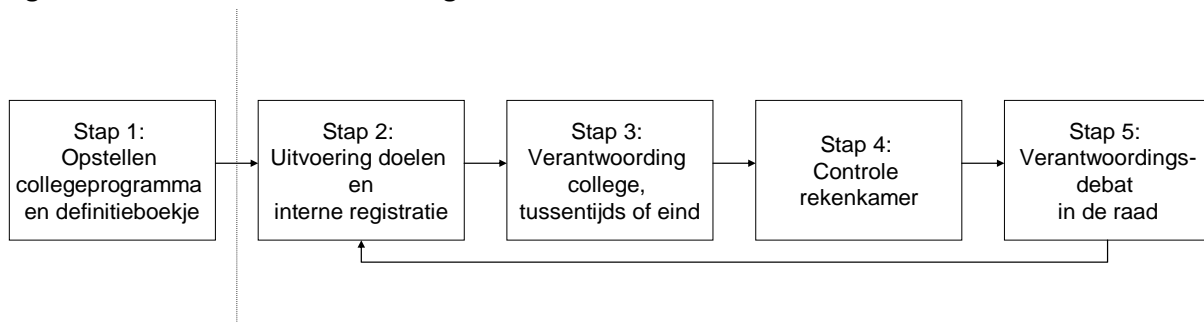 Stap 1:
Opstellen
collegeprogramma
en definitieboekje
Stap 2:
Uitvoering doelen
en
interne registratie
Stap 3:
Verantwoording
college,
tussentijds of eind
Stap 4:
Controle
rekenkamer
Stap 5:
Verantwoordings-
debat
in de raad